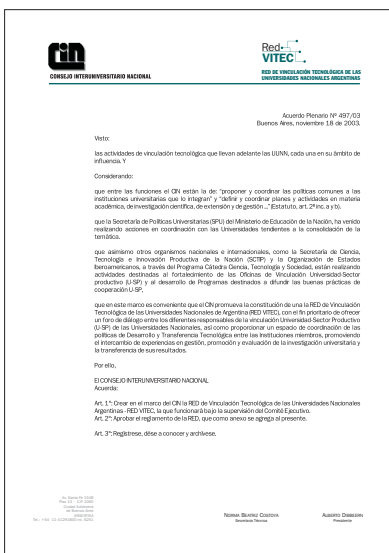 CIN
CONSEJO INTERUNIVERSITARIO NACIONAL
Red
VITEC
RED DE VINCULACIÓN TECNOLÓGICA DE LAS
UNIVERSIDADES NACIONALES ARGENTINAS
Acuerdo Plenario Nº 497/03
Buenos Aires, noviembre 18 de 2003.
Visto:
las actividades de vinculación tecnológica que llevan adelante las UUNN, cada una en su ámbito de
influencia. Y
Considerando:
que entre las funciones el CIN están la de: "proponer y coordinar las políticas comunes a las
instituciones universitarias que lo integran" y "definir y coordinar planes y actividades en materia
académica, de investigación científica, de extensión y de gestión ..." (Estatuto, art. 2º inc. a y b).
que la Secretaría de Políticas Universitarias (SPU) del Ministerio de Educación de la Nación, ha venido
realizando acciones en coordinación con las Universidades tendientes a la consolidación de la
temática.
que asimismo otros organismos nacionales e internacionales, como la Secretaría de Ciencia,
Tecnología e Innovación Productiva de la Nación (SCTIP) y la Organización de Estados
Iberoamericanos, a través del Programa Cátedra Ciencia, Tecnología y Sociedad, están realizando
actividades destinadas al fortalecimiento de las Oficinas de Vinculación Universidad-Sector
productivo (U-SP) y al desarrollo de Programas destinados a difundir las buenas prácticas de
cooperación U-SP,
que en este marco es conveniente que el CIN promueva la constitución de una la RED de Vinculación
Tecnológica de las Universidades Nacionales de Argentina (RED VITEC), con el fin prioritario de ofrecer
un foro de diálogo entre los diferentes responsables de la vinculación Universidad-Sector Productivo
(U-SP) de las Universidades Nacionales, así como proporcionar un espacio de coordinación de las
políticas de Desarrollo y Transferencia Tecnológica entre las Instituciones miembros, promoviendo
el intercambio de experiencias en gestión, promoción y evaluación de la investigación universitaria y
la transferencia de sus resultados.
Por ello,
El CONSEJO INTERUNIVERSITARIO NACIONAL
Acuerda:
Art. 1º: Crear en el marco del CIN la RED de Vinculación Tecnológica de las Universidades Nacionales
Argentinas - RED VITEC, la que funcionará bajo la supervisión del Comité Ejecutivo.
Art. 2º: Aprobar el reglamento de la RED, que como anexo se agrega al presente.
Art. 3º: Regístrese, dése a conocer y archívese.
Ciudad Autónoma
de Buenos Aires
ARGENTINA
NORMA BEATRIZ COSTOYA
Secretaria Técnica
Presidente